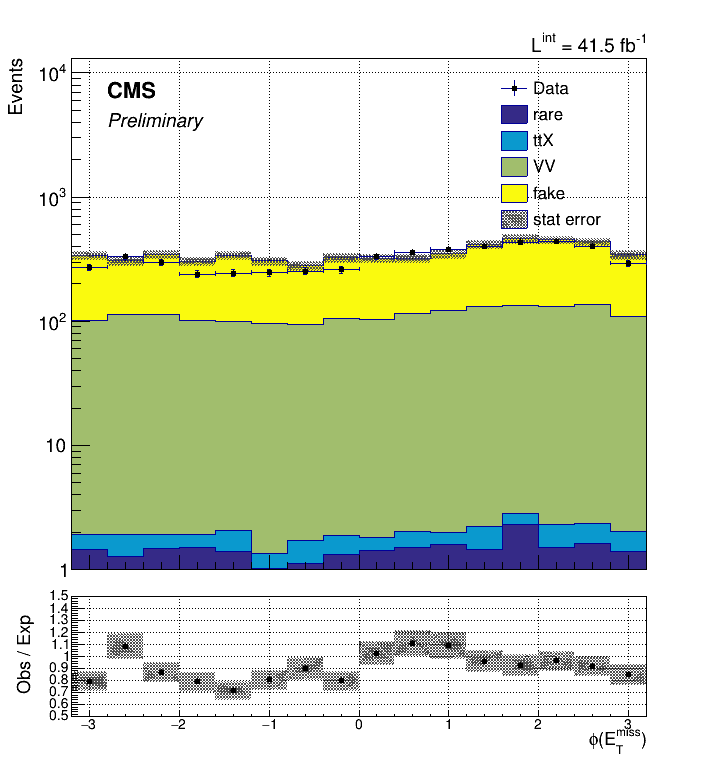 L^int = 41.5 fb^-1
Events
10^4
10^3
10^2
10
1
CMS
Preliminary
Data
rare
ttX
VV
fake
stat error
Obs / Exp
1.5
1.4
1.3
1.2
1.1
1
0.9
0.8
0.7
0.6
0.5
−3 −2 −1 0 1 2 3
ϕ(E_T^miss)